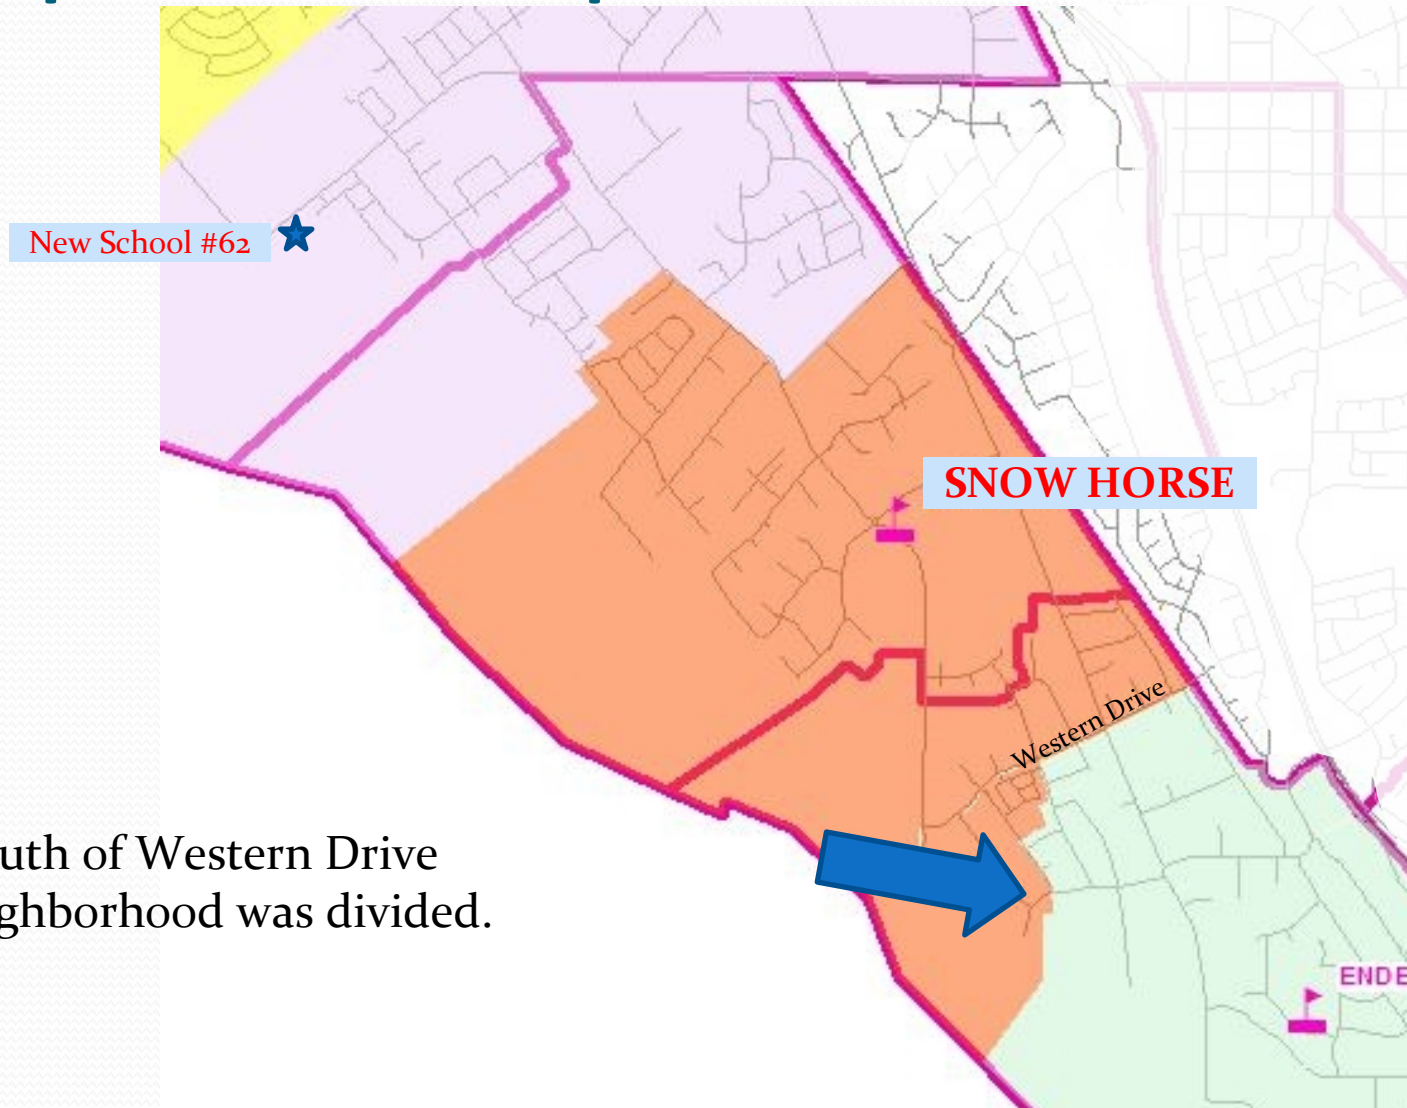 New School #62
SNOW HORSE
Western Drive
uth of Western Drive
ghborhood was divided.
ENDE